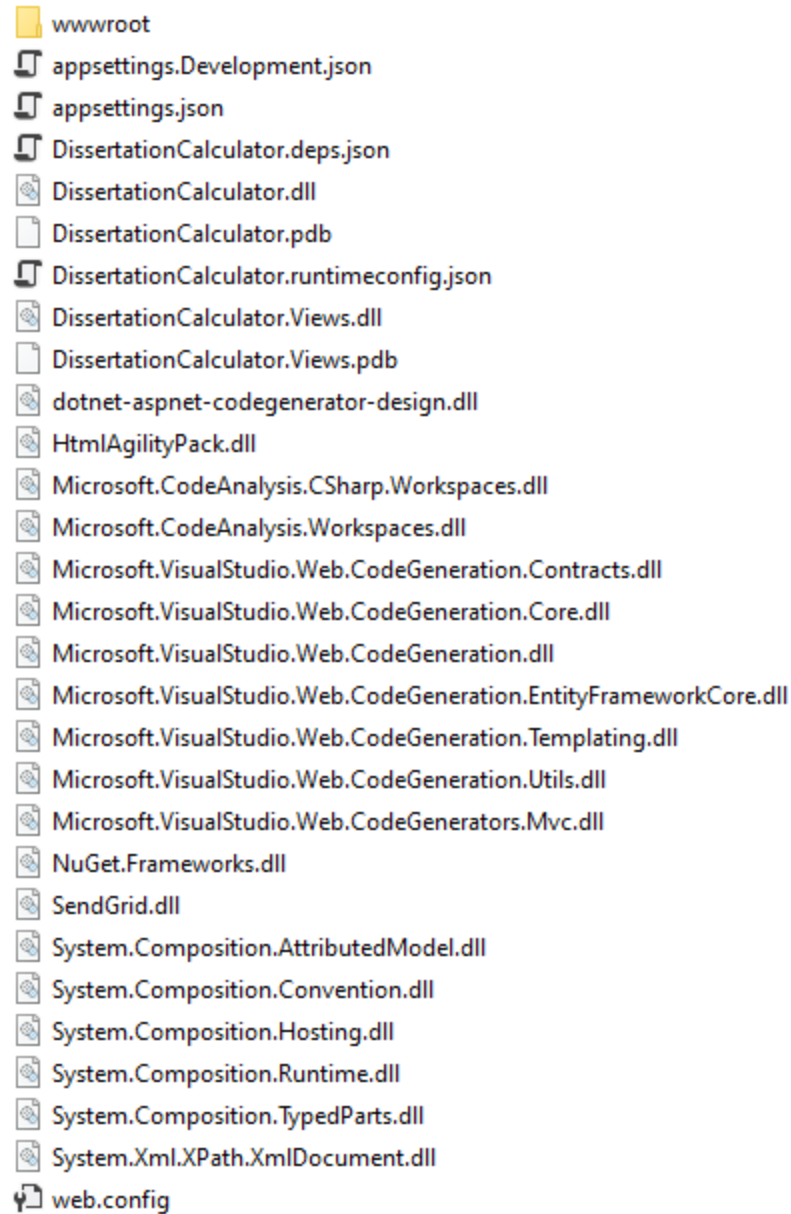 wwwroot
appsettings.Development.json
appsettings.json
DissertationCalculator.deps.json
DissertationCalculator.dll
DissertationCalculator.pdb
DissertationCalculator.runtimeconfig.json
DissertationCalculator.Views.dll
DissertationCalculator.Views.pdb
dotnet-aspnet-codegenerator-design.dll
HtmlAgilityPack.dll
Microsoft.CodeAnalysis.CSharp.Workspaces.dll
Microsoft.CodeAnalysis.Workspaces.dll
Microsoft.VisualStudio.Web.CodeGeneration.Contracts.dll
Microsoft.VisualStudio.Web.CodeGeneration.Core.dll
Microsoft.VisualStudio.Web.CodeGeneration.dll
Microsoft.VisualStudio.Web.CodeGeneration.EntityFrameworkCore.dll
Microsoft.VisualStudio.Web.CodeGeneration.Templating.dll
Microsoft.VisualStudio.Web.CodeGeneration.Utils.dll
Microsoft.VisualStudio.Web.CodeGenerators.Mvc.dll
NuGet.Frameworks.dll
SendGrid.dll
System.Composition.AttributedModel.dll
System.Composition.Convention.dll
System.Composition.Hosting.dll
System.Composition.Runtime.dll
System.Composition.TypedParts.dll
System.Xml.XPath.XmlDocument.dll
web.config